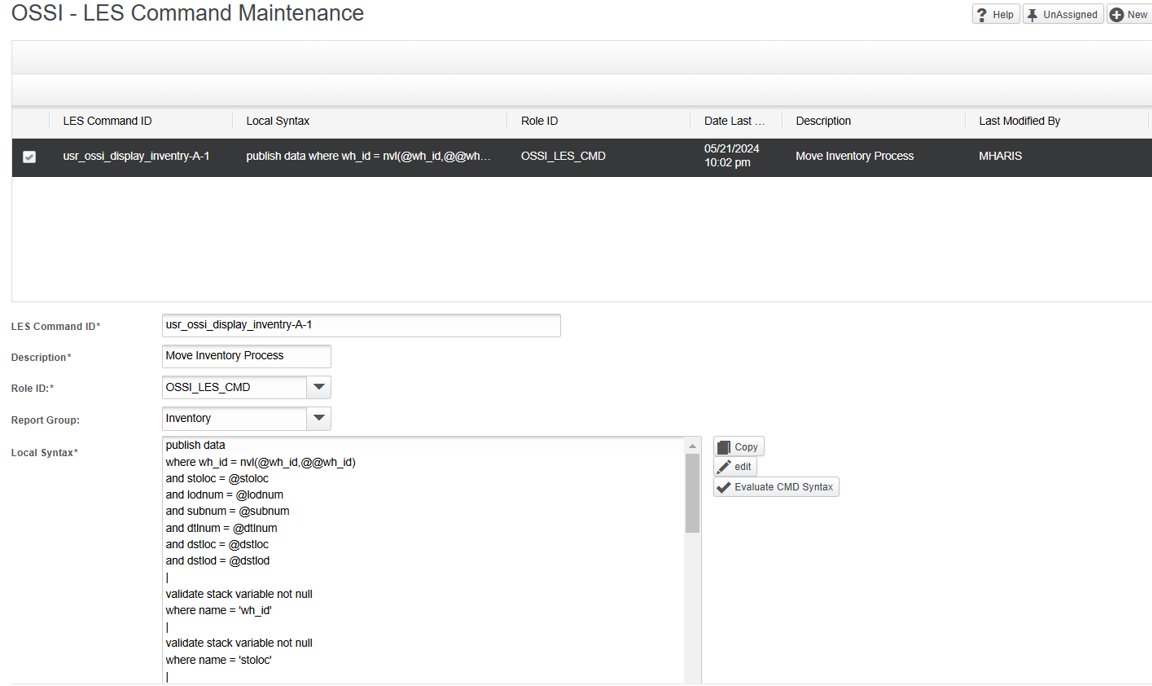 OSSI - LES Command Maintenance
Help UnAssigned New
LES Command ID Local Syntax Role ID Date Last ... Description Last Modified By
usr_ossi_display_inventry-A-1 publish data where wh_id = nvl(@wh_id,@@wh... OSSI_LES_CMD 05/21/2024 10:02 pm Move Inventory Process MHARIS
LES Command ID* usr_ossi_display_inventry-A-1
Description* Move Inventory Process
Role ID:* OSSI_LES_CMD
Report Group: Inventory
Local Syntax* publish data
where wh_id = nvl(@wh_id,@@wh_id)
and stoloc = @stoloc
and lodnum = @lodnum
and subnum = @subnum
and dtlnum = @dtlnum
and dstloc = @dstloc
and dstlod = @dstlod
|
validate stack variable not null
where name = 'wh_id'
|
validate stack variable not null
where name = 'stoloc'
|
Copy
edit
Evaluate CMD Syntax